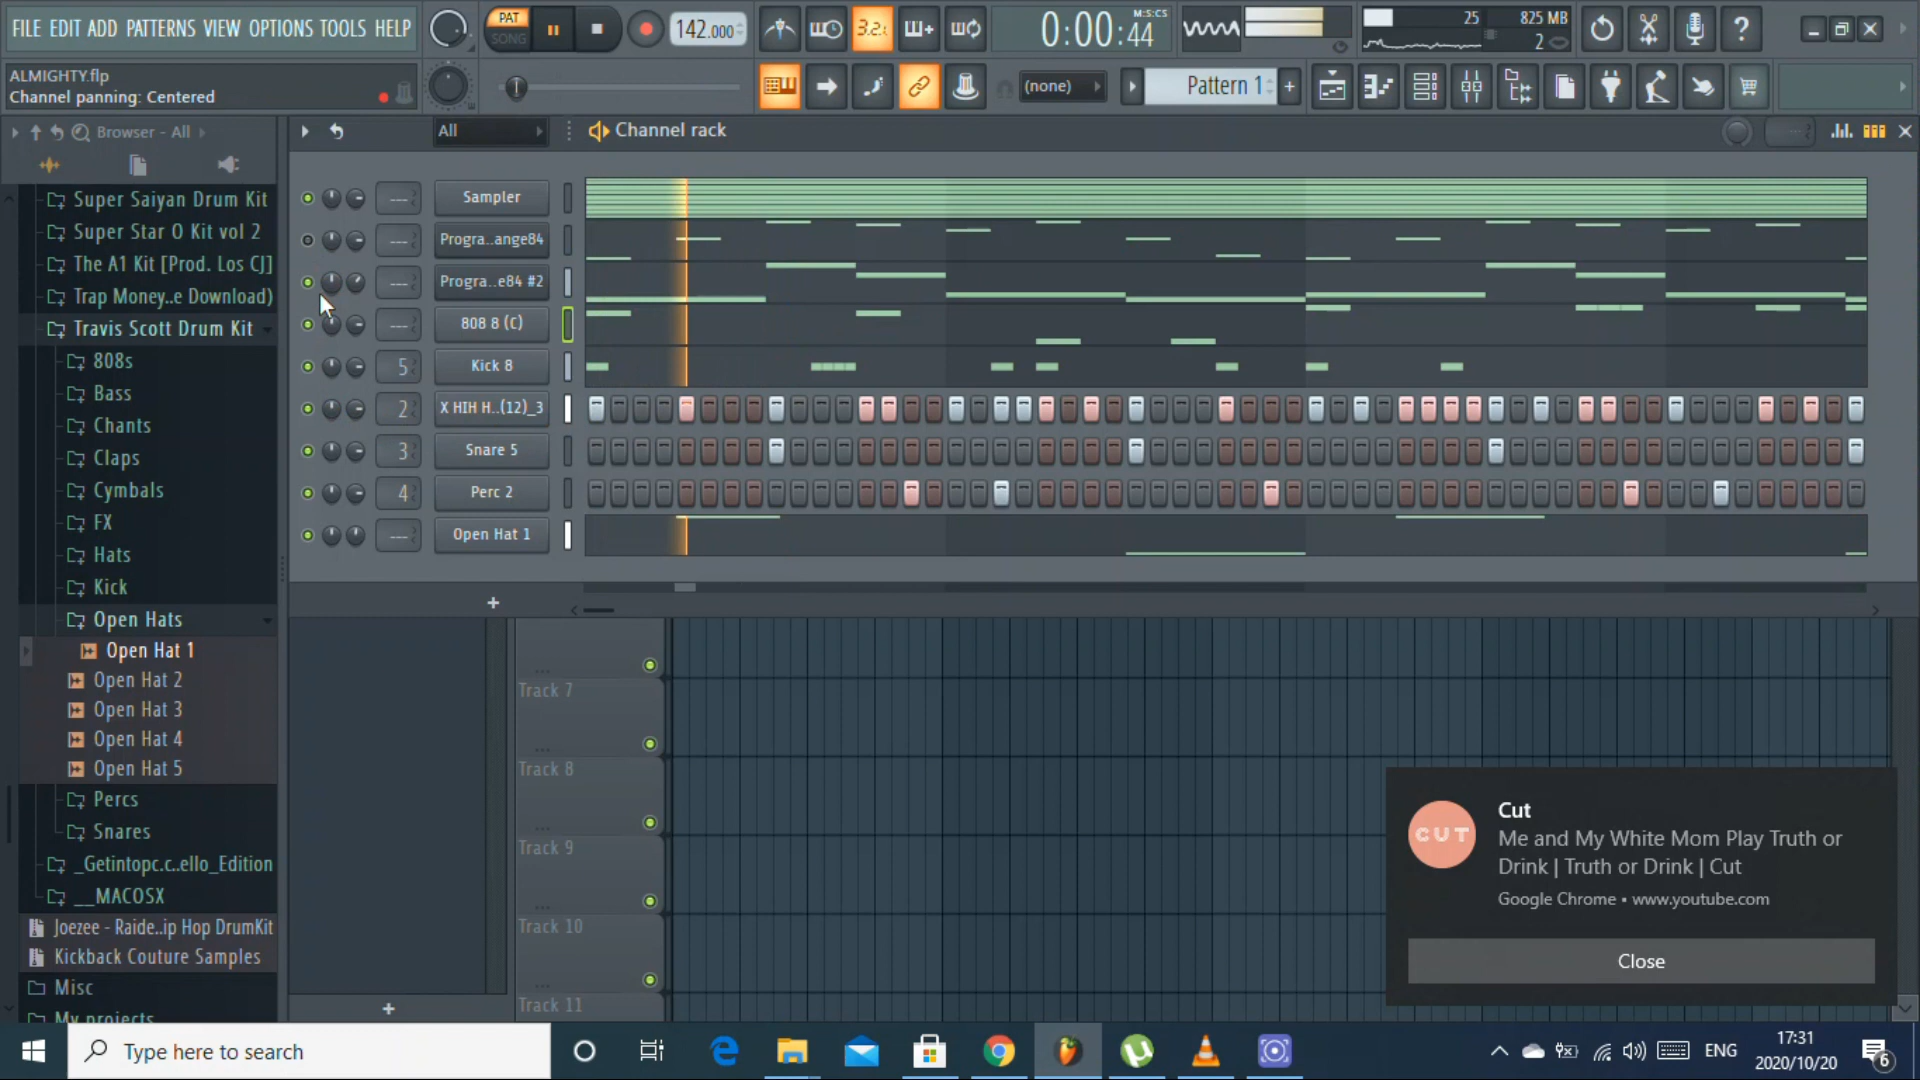 FILE EDIT ADD PATTERNS VIEW OPTIONS TOOLS HELP
PAT
SONG
142.000
3.2.
0:00:44
M:S:CS
25
825 MB
2
ALMIGHTY.flp
Channel panning: Centered
(none)
Pattern 1
+
Browser - All
All
Channel rack
Super Saiyan Drum Kit
Super Star O Kit vol 2
The A1 Kit [Prod. Los CJ]
Trap Money..e Download)
Travis Scott Drum Kit
808s
Bass
Chants
Claps
Cymbals
FX
Hats
Kick
Open Hats
Open Hat 1
Open Hat 2
Open Hat 3
Open Hat 4
Open Hat 5
Percs
Snares
_Getintopc.c..ello_Edition
__MACOSX
Joezee - Raide..ip Hop DrumKit
Kickback Couture Samples
Misc
My projects
--- Sampler
--- Progra..ange84
--- Progra..e84 #2
--- 808 8 (C)
5 Kick 8
2 X HIH H..(12)_3
3 Snare 5
4 Perc 2
--- Open Hat 1
+
Track 7
Track 8
Track 9
Track 10
Track 11
+
CUT
Cut
Me and My White Mom Play Truth or
Drink | Truth or Drink | Cut
Google Chrome • www.youtube.com
Close
Type here to search
ENG
17:31
2020/10/20
6